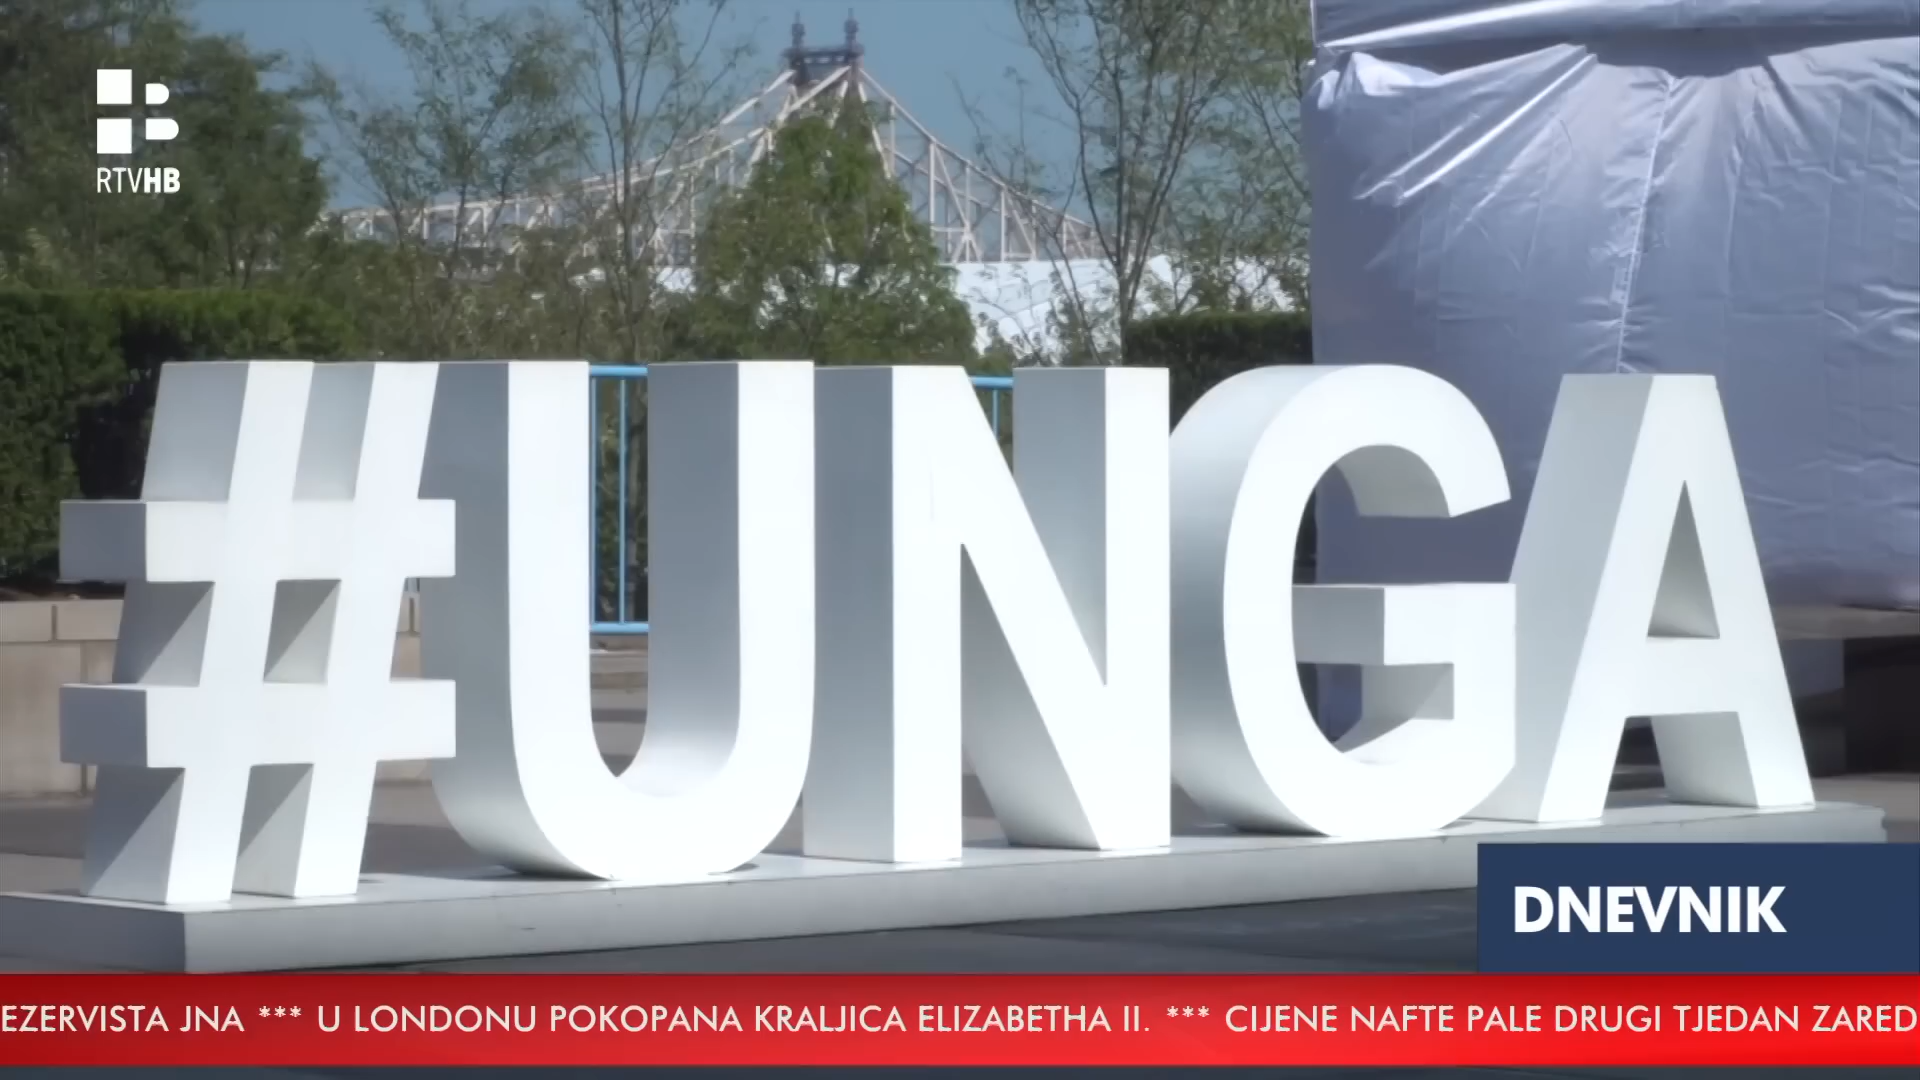 RTVHB
#UNGA
DNEVNIK
EZERVISTA JNA *** U LONDONU POKOPANA KRALJICA ELIZABETHA II. *** CIJENE NAFTE PALE DRUGI TJEDAN ZARED